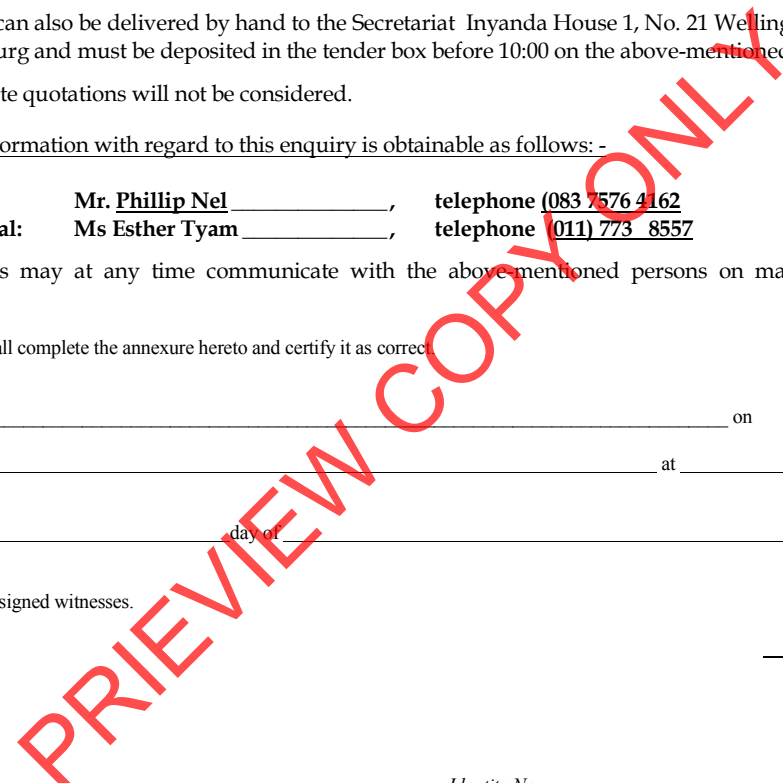 can also be delivered by hand to the Secretariat Inyanda House 1, No. 21 Welling
urg and must be deposited in the tender box before 10:00 on the above-mentioned
te quotations will not be considered.
ormation with regard to this enquiry is obtainable as follows: -
Mr. Phillip Nel ______________, telephone (083 7576 4162
al: Ms Esther Tyam ______________, telephone (011) 773 8557
s may at any time communicate with the above-mentioned persons on ma
all complete the annexure hereto and certify it as correct.
on
at
day of
signed witnesses.
PRIEVIEW COPY ONLY